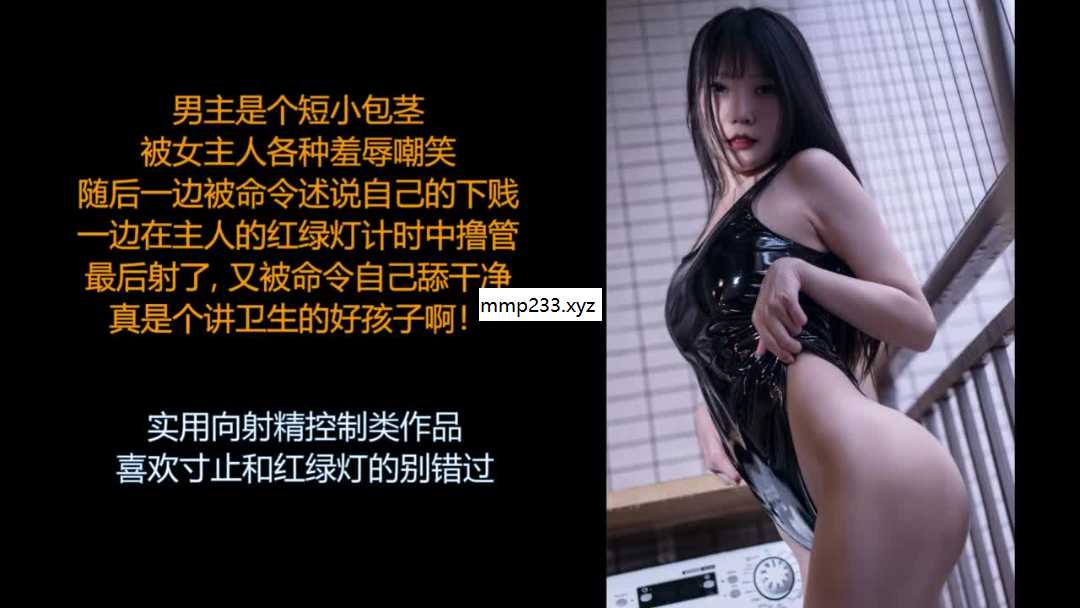 男主是个短小包茎
被女主人各种羞辱嘲笑
随后一边被命令述说自己的下贱
一边在主人的红绿灯计时中撸管
最后射了, 又被命令自己舔干净
真是个讲卫生的好孩子啊！
mmp233.xyz
实用向射精控制类作品
喜欢寸止和红绿灯的别错过